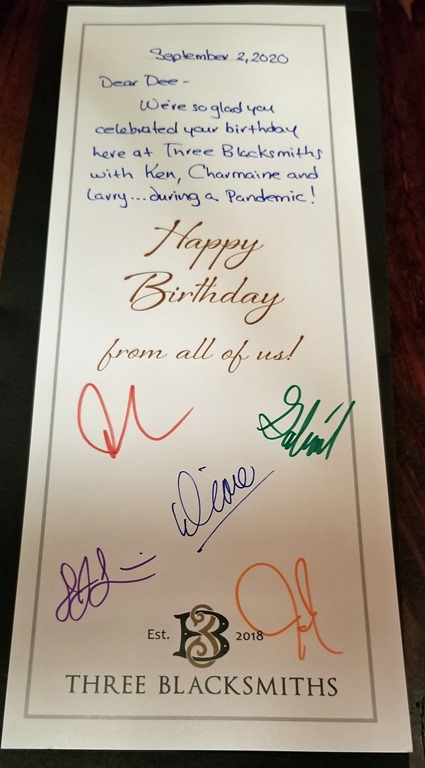 September 2, 2020
Dear Dee -
We're so glad you
celebrated your birthday
here at Three Blacksmiths
with Ken, Charmaine and
Larry... during a Pandemic!
Happy
Birthday
from all of us!
Diane
Est. B3 2018
THREE BLACKSMITHS